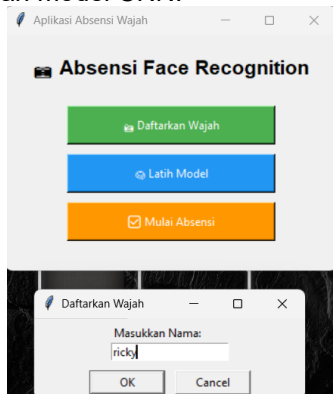 Aplikasi Absensi Wajah
Absensi Face Recognition
Daftarkan Wajah
Latih Model
Mulai Absensi
Daftarkan Wajah
Masukkan Nama:
ricky
OK Cancel